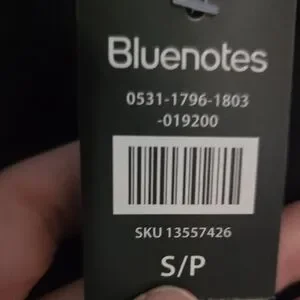 Bluenotes
0531-1796-1803
-019200
SKU 13557426
S/P